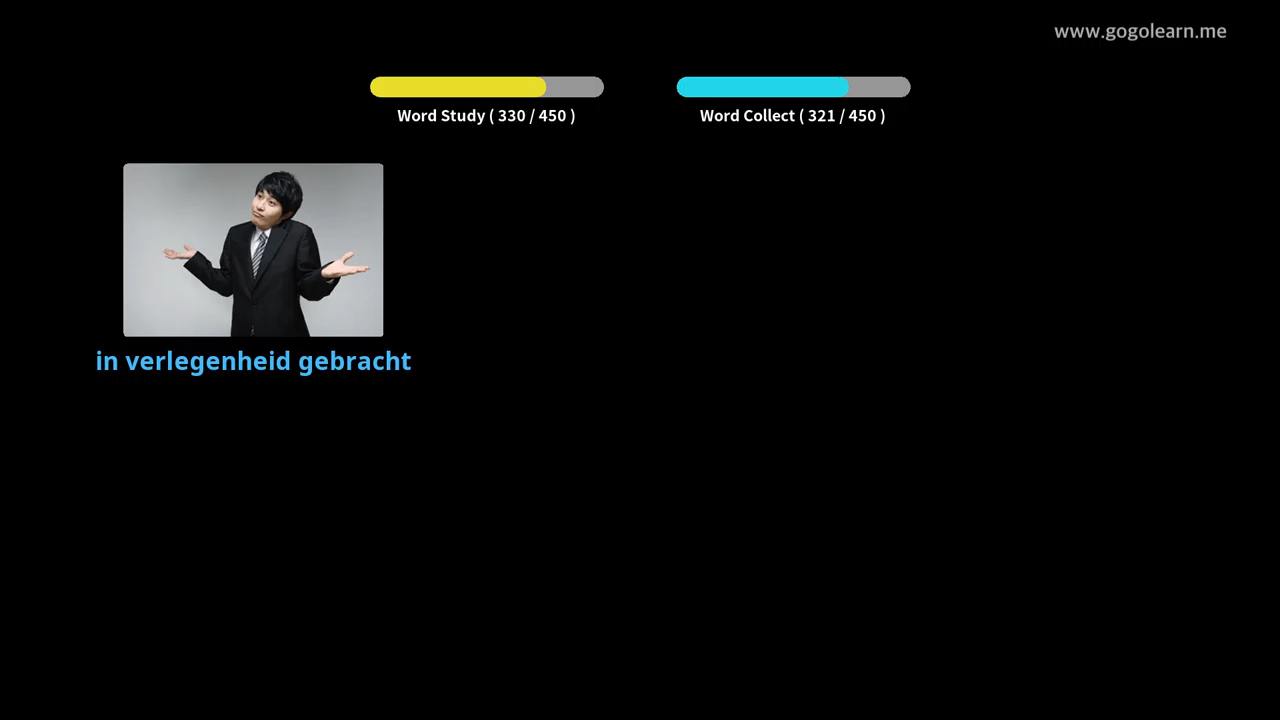 www.gogolearn.me
Word Study ( 330 / 450 )
Word Collect ( 321 / 450 )
in verlegenheid gebracht